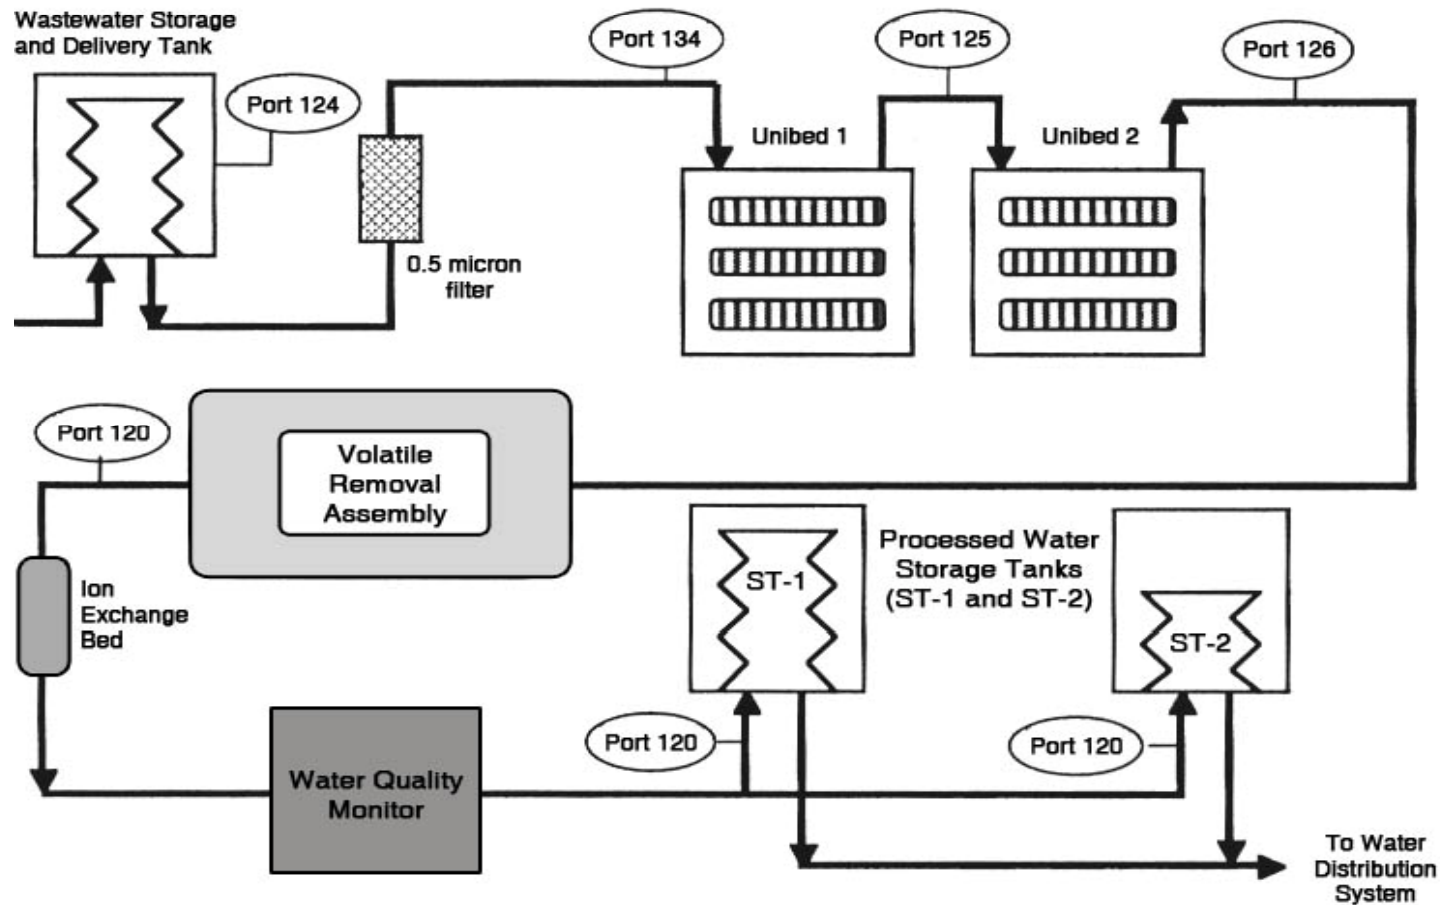 Wastewater Storage
and Delivery Tank
Port 124
Port 134
Port 125
Port 126
Unibed 1
Unibed 2
0.5 micron
filter
Port 120
Volatile
Removal
Assembly
Ion
Exchange
Bed
ST-1
Processed Water
Storage Tanks
(ST-1 and ST-2)
ST-2
Port 120
Port 120
Water Quality
Monitor
To Water
Distribution
System